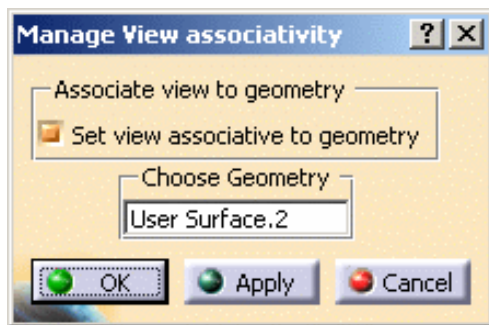 Manage View associativity
Associate view to geometry
Set view associative to geometry
Choose Geometry
User Surface.2
OK Apply Cancel